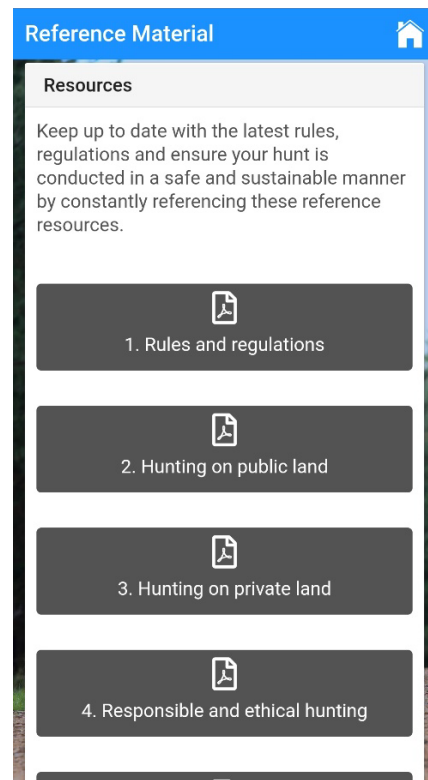 Reference Material
Resources
Keep up to date with the latest rules,
regulations and ensure your hunt is
conducted in a safe and sustainable manner
by constantly referencing these reference
resources.
1. Rules and regulations
2. Hunting on public land
3. Hunting on private land
4. Responsible and ethical hunting